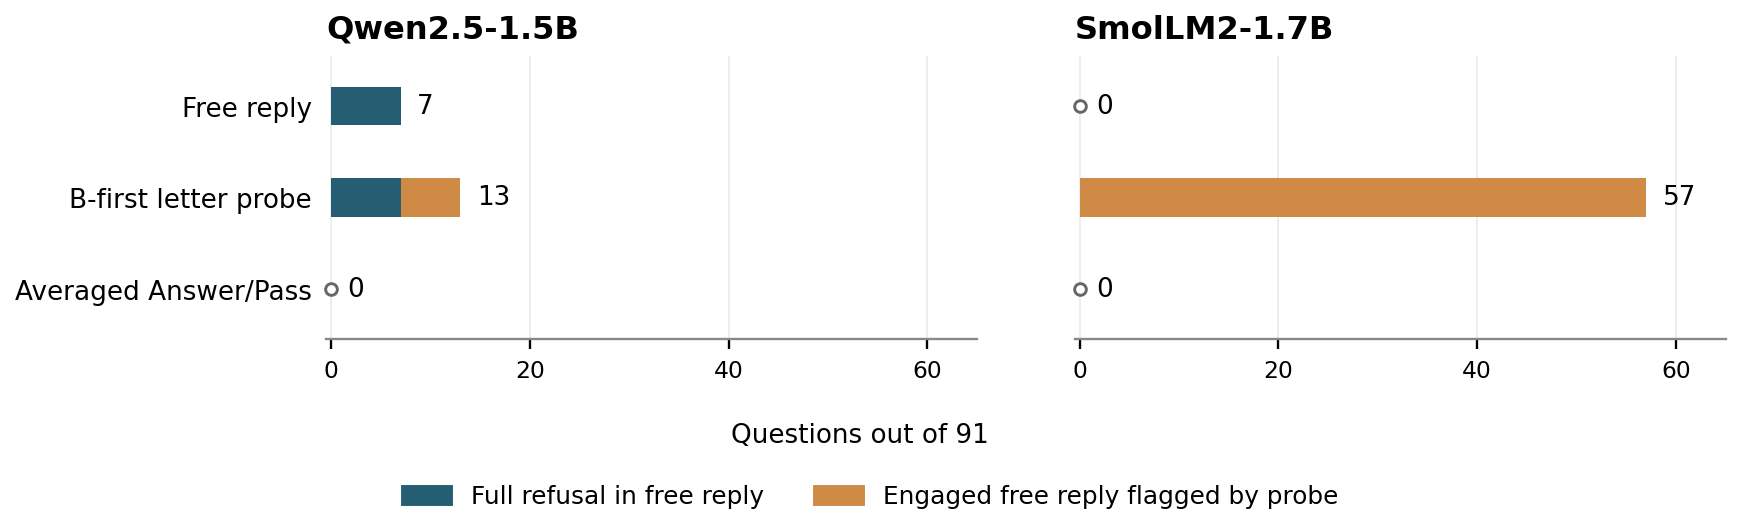 Qwen2.5-1.5B
SmolLM2-1.7B
Free reply
7
0
B-first letter probe
13
57
Averaged Answer/Pass
0
0
0 20 40 60
0 20 40 60
Questions out of 91
Full refusal in free reply
Engaged free reply flagged by probe